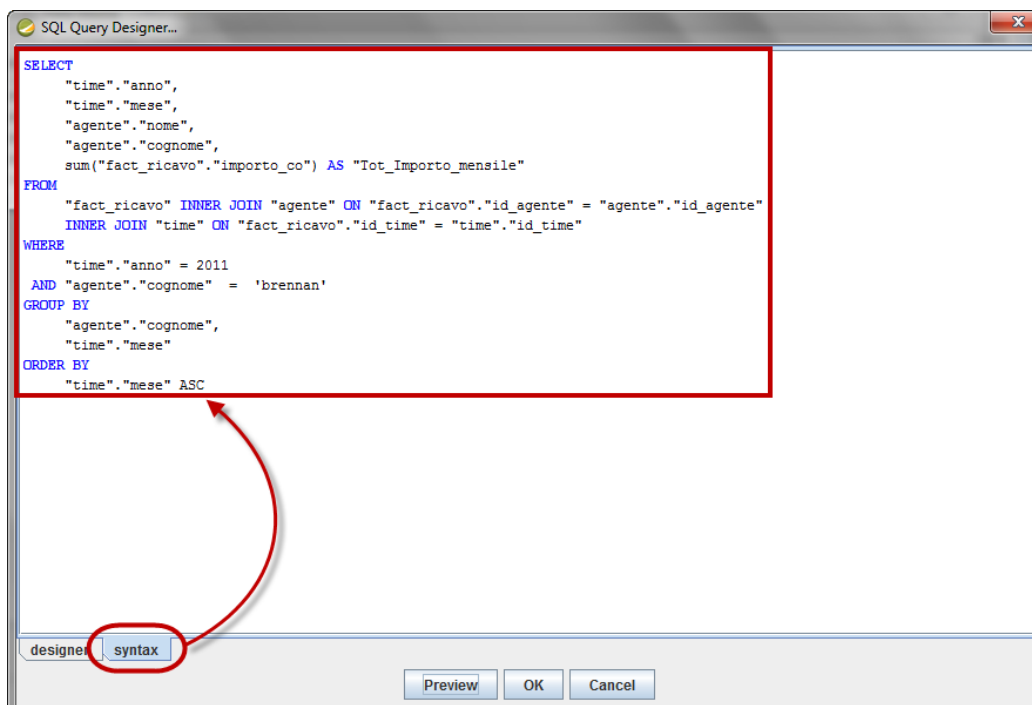 SQL Query Designer...
SELECT
"time"."anno",
"time"."mese",
"agente"."nome",
"agente"."cognome",
sum("fact_ricavo"."importo_co") AS "Tot_Importo_mensile"
FROM
"fact_ricavo" INNER JOIN "agente" ON "fact_ricavo"."id_agente" = "agente"."id_agente"
INNER JOIN "time" ON "fact_ricavo"."id_time" = "time"."id_time"
WHERE
"time"."anno" = 2011
AND "agente"."cognome" = 'brennan'
GROUP BY
"agente"."cognome",
"time"."mese"
ORDER BY
"time"."mese" ASC
designer syntax
Preview OK Cancel